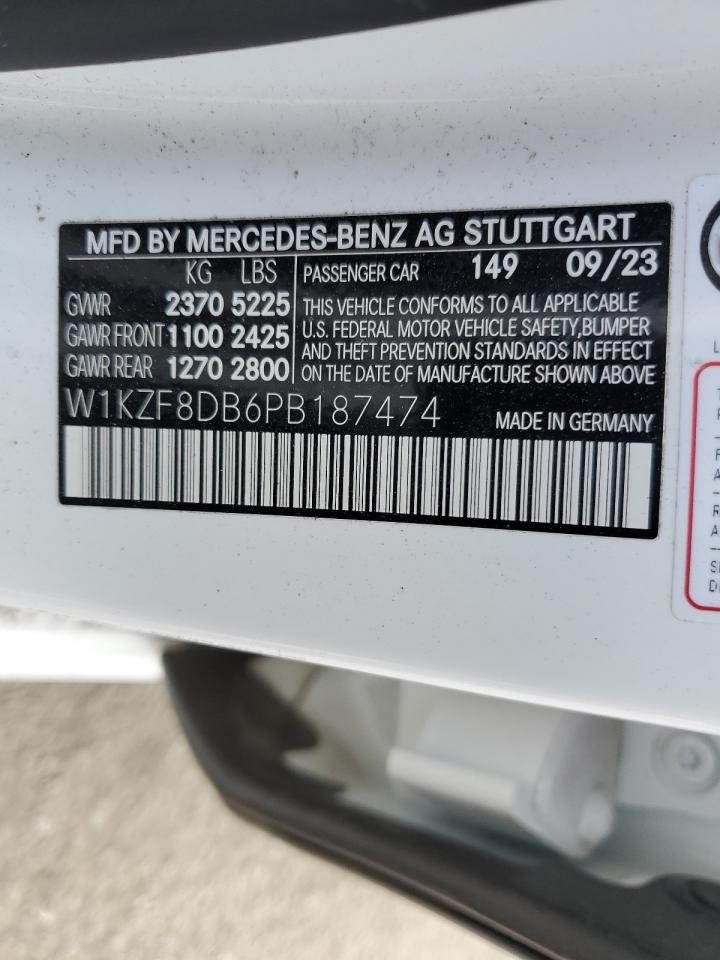 MFD BY MERCEDES-BENZ AG STUTTGART
KG LBS
GVWR 2370 5225
GAWR FRONT 1100 2425
GAWR REAR 1270 2800
PASSENGER CAR 149 09/23
THIS VEHICLE CONFORMS TO ALL APPLICABLE
U.S. FEDERAL MOTOR VEHICLE SAFETY,BUMPER
AND THEFT PREVENTION STANDARDS IN EFFECT
ON THE DATE OF MANUFACTURE SHOWN ABOVE
W1KZF8DB6PB187474 MADE IN GERMANY